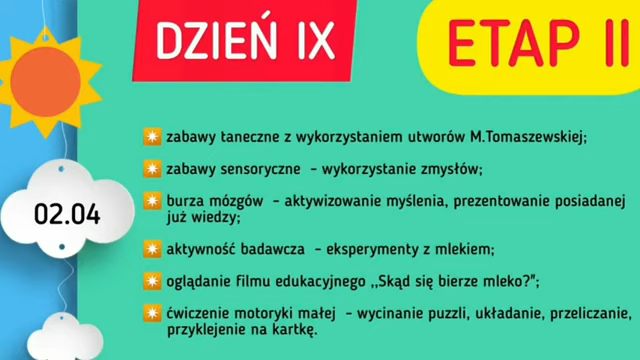 DZIEŃ IX
ETAP II
02.04
zabawy taneczne z wykorzystaniem utworów M.Tomaszewskiej;
zabawy sensoryczne - wykorzystanie zmysłów;
burza mózgów - aktywizowanie myślenia, prezentowanie posiadanej
już wiedzy;
aktywność badawcza - eksperymenty z mlekiem;
oglądanie filmu edukacyjnego ,,Skąd się bierze mleko?";
ćwiczenie motoryki małej - wycinanie puzzli, układanie, przeliczanie,
przyklejenie na kartkę.